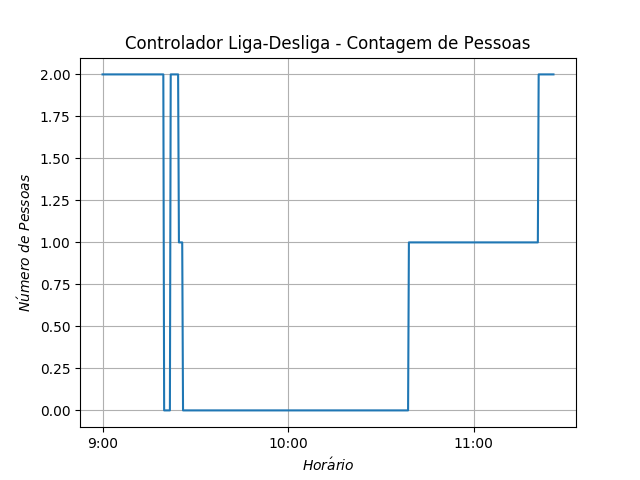 Controlador Liga-Desliga - Contagem de Pessoas
2.00
1.75
1.50
1.25
1.00
0.75
0.50
0.25
0.00
Número de Pessoas
9:00 10:00 11:00
Horário